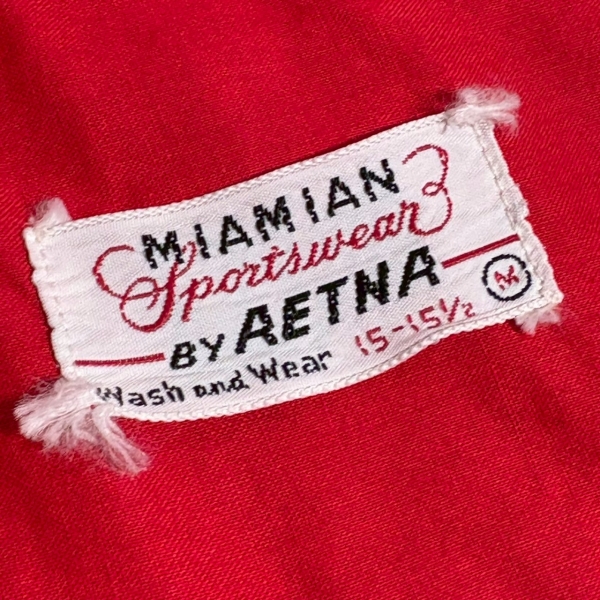 MIAMIAN
Sportswear
BY AETNA M
Wash and Wear 15-15½